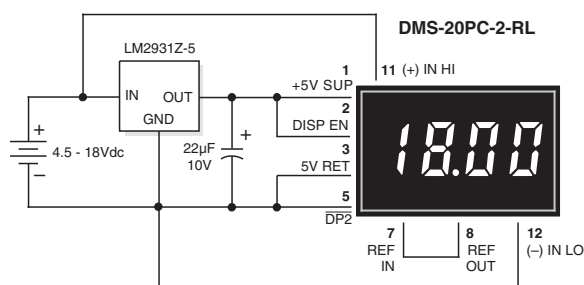 DMS-20PC-2-RL
LM2931Z-5
IN
OUT
GND
+
4.5 - 18Vdc
−
+
22µF
10V
1
+5V SUP
2
DISP EN
3
5V RET
5
DP2
11 (+) IN HI
18.00
7
REF
IN
8
REF
OUT
12
(–) IN LO